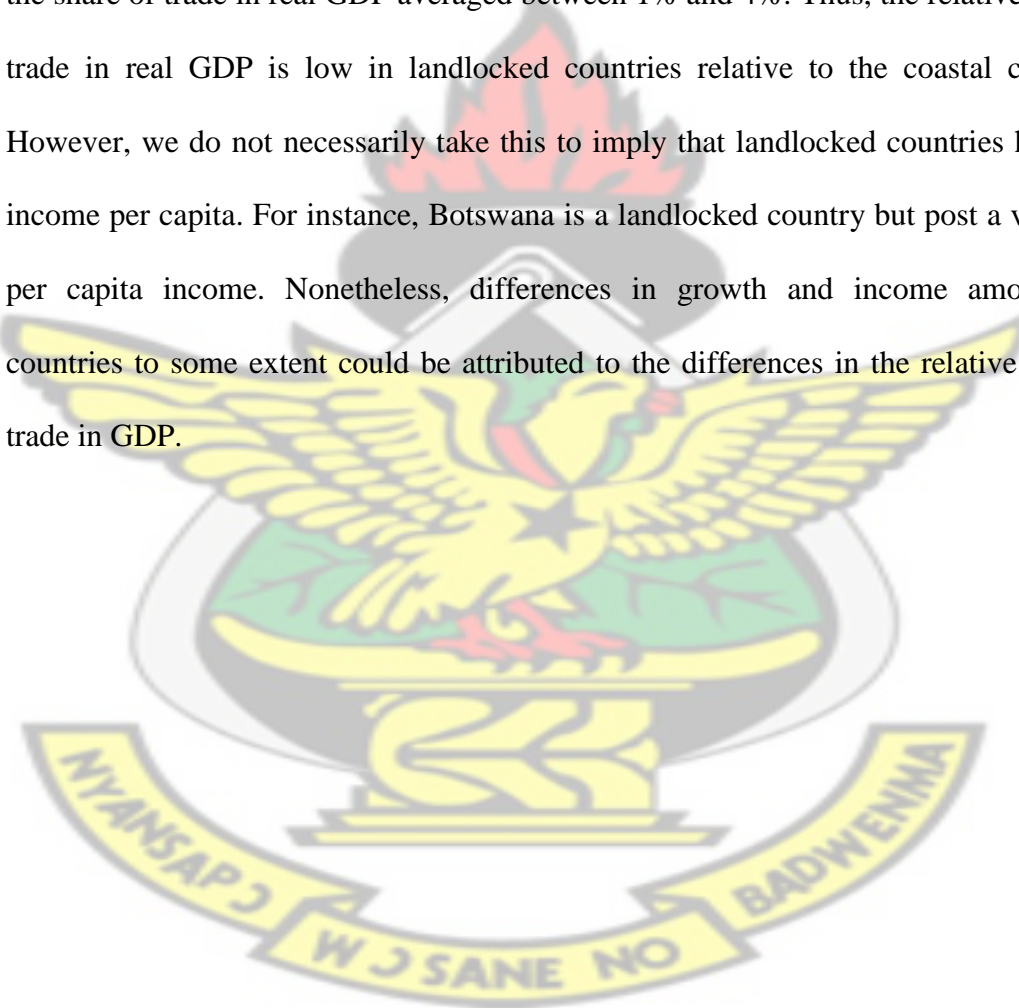 the share of trade in real GDP averaged between 1% and 4%. Thus, the relative
trade in real GDP is low in landlocked countries relative to the coastal
However, we do not necessarily take this to imply that landlocked countries
income per capita. For instance, Botswana is a landlocked country but post a
per capita income. Nonetheless, differences in growth and income
countries to some extent could be attributed to the differences in the relative
trade in GDP.
NYANSAPƆ
WƆSANE NO
BADWENMA